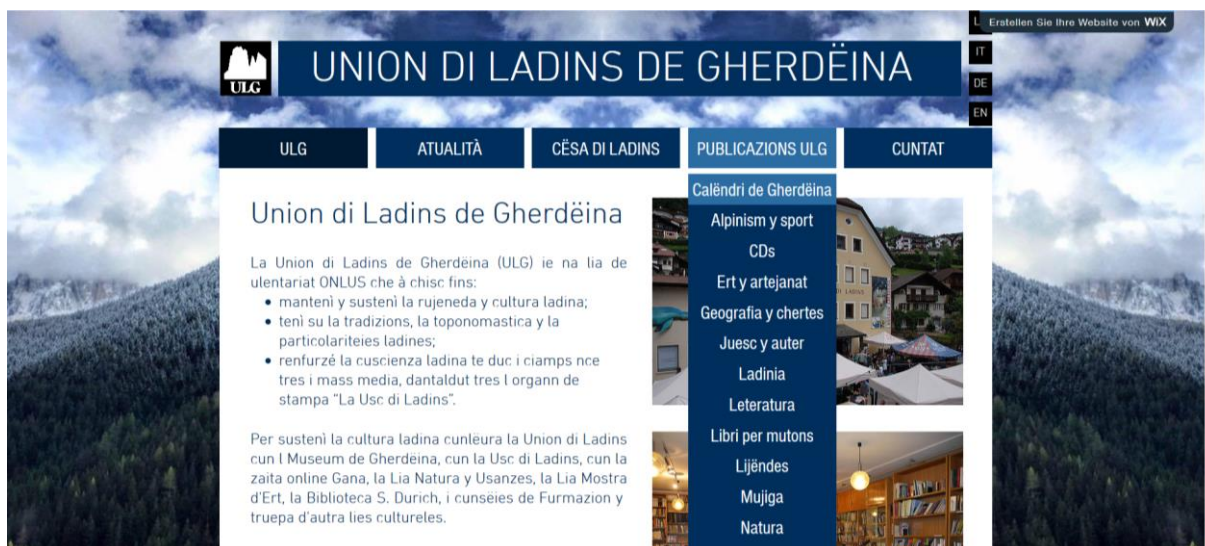 Erstellen Sie Ihre Website von WiX
UNION DI LADINS DE GHERDËINA
ULG
IT
DE
EN
ULG
ATUALITÀ
CËSA DI LADINS
PUBLICAZIONS ULG
CUNTAT
Calëndri de Gherdëina
Alpinism y sport
CDs
Ert y artejanat
Geografia y chertes
Juesc y auter
Ladinia
Leteratura
Libri per mutons
Lijëndes
Mujiga
Natura
Union di Ladins de Gherdëina
La Union di Ladins de Gherdëina (ULG) ie na lia de
ulentariat ONLUS che à chisc fins:
• mantenì y sustenì la rujeneda y cultura ladina;
• tenì su la tradizions, la toponomastica y la
particolariteies ladines;
• renfurzé la cuscienza ladina te duc i ciamps nce
tres i mass media, dantaldut tres l organn de
stampa "La Usc di Ladins".
Per sustenì la cultura ladina cunlëura la Union di Ladins
cun l Museum de Gherdëina, cun la Usc di Ladins, cun la
zaita online Gana, la Lia Natura y Usanzes, la Lia Mostra
d'Ert, la Biblioteca S. Durich, i cunsëies de Furmazion y
truepa d'autra lies cultureles.